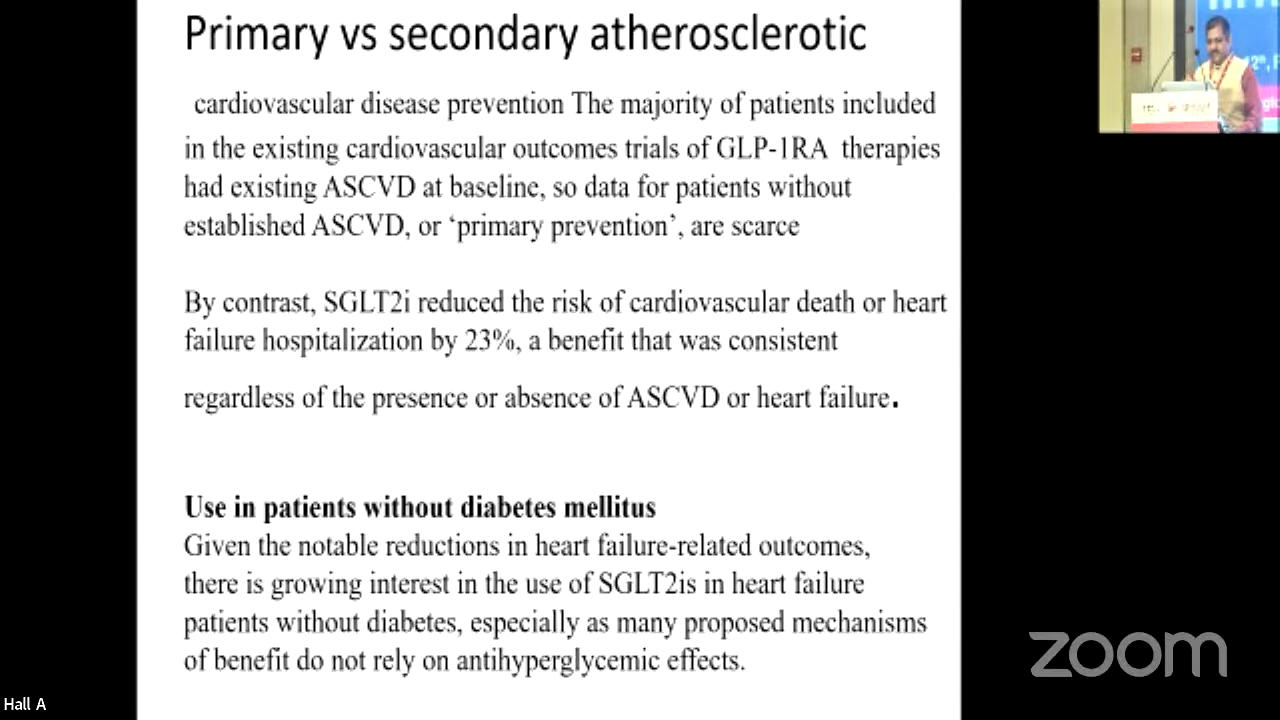 Primary vs secondary atherosclerotic
cardiovascular disease prevention The majority of patients included
in the existing cardiovascular outcomes trials of GLP-1RA therapies
had existing ASCVD at baseline, so data for patients without
established ASCVD, or ‘primary prevention’, are scarce
By contrast, SGLT2i reduced the risk of cardiovascular death or heart
failure hospitalization by 23%, a benefit that was consistent
regardless of the presence or absence of ASCVD or heart failure.
Use in patients without diabetes mellitus
Given the notable reductions in heart failure-related outcomes,
there is growing interest in the use of SGLT2is in heart failure
patients without diabetes, especially as many proposed mechanisms
of benefit do not rely on antihyperglycemic effects.
zoom
Hall A